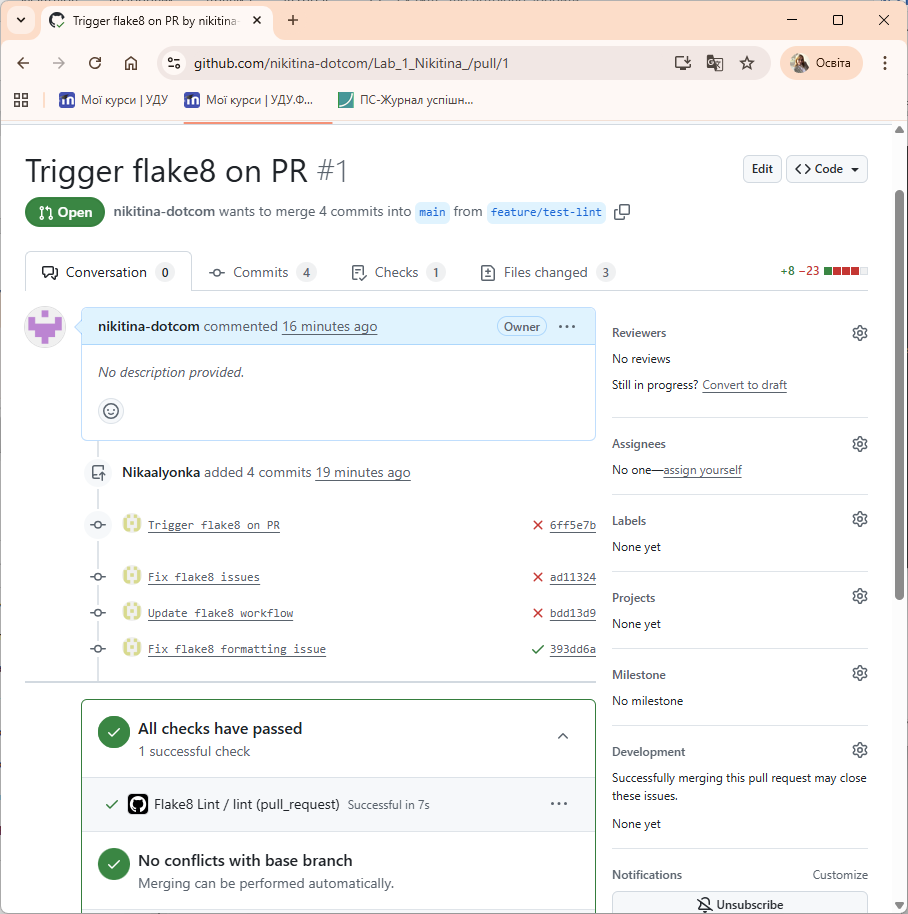 Trigger flake8 on PR by nikitina-
github.com/nikitina-dotcom/Lab_1_Nikitina_/pull/1
Освіта
Мої курси | УДУ
Мої курси | УДУ.Ф...
ПС-Журнал успішн...
Trigger flake8 on PR #1
Edit
Code
Open
nikitina-dotcom wants to merge 4 commits into main from feature/test-lint
Conversation 0
Commits 4
Checks 1
Files changed 3
+8 −23
nikitina-dotcom commented 16 minutes ago
Owner
No description provided.
Nikaalyonka added 4 commits 19 minutes ago
Trigger flake8 on PR 6ff5e7b
Fix flake8 issues ad11324
Update flake8 workflow bdd13d9
Fix flake8 formatting issue 393dd6a
All checks have passed
1 successful check
Flake8 Lint / lint (pull_request) Successful in 7s
No conflicts with base branch
Merging can be performed automatically.
Reviewers
No reviews
Still in progress? Convert to draft
Assignees
No one—assign yourself
Labels
None yet
Projects
None yet
Milestone
No milestone
Development
Successfully merging this pull request may close
these issues.
None yet
Notifications
Customize
Unsubscribe